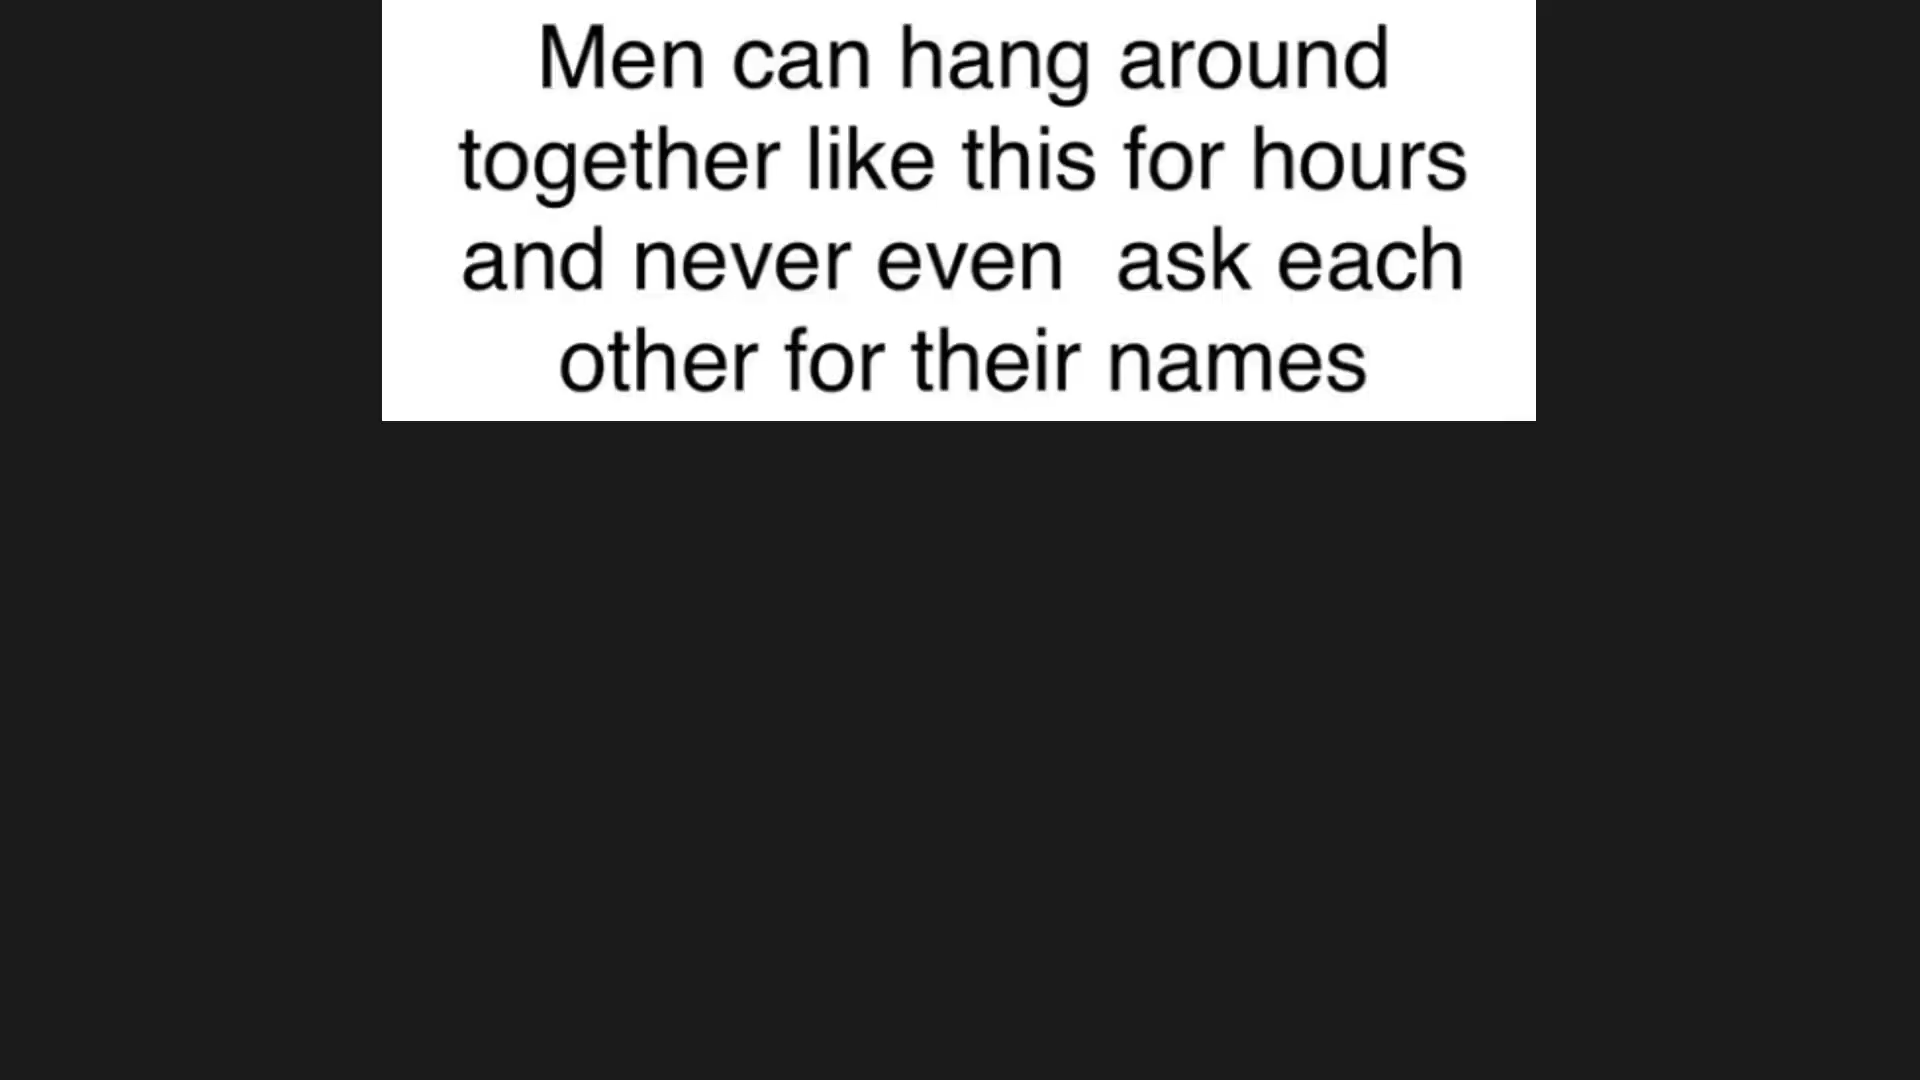 Men can hang around
together like this for hours
and never even  ask each
other for their names